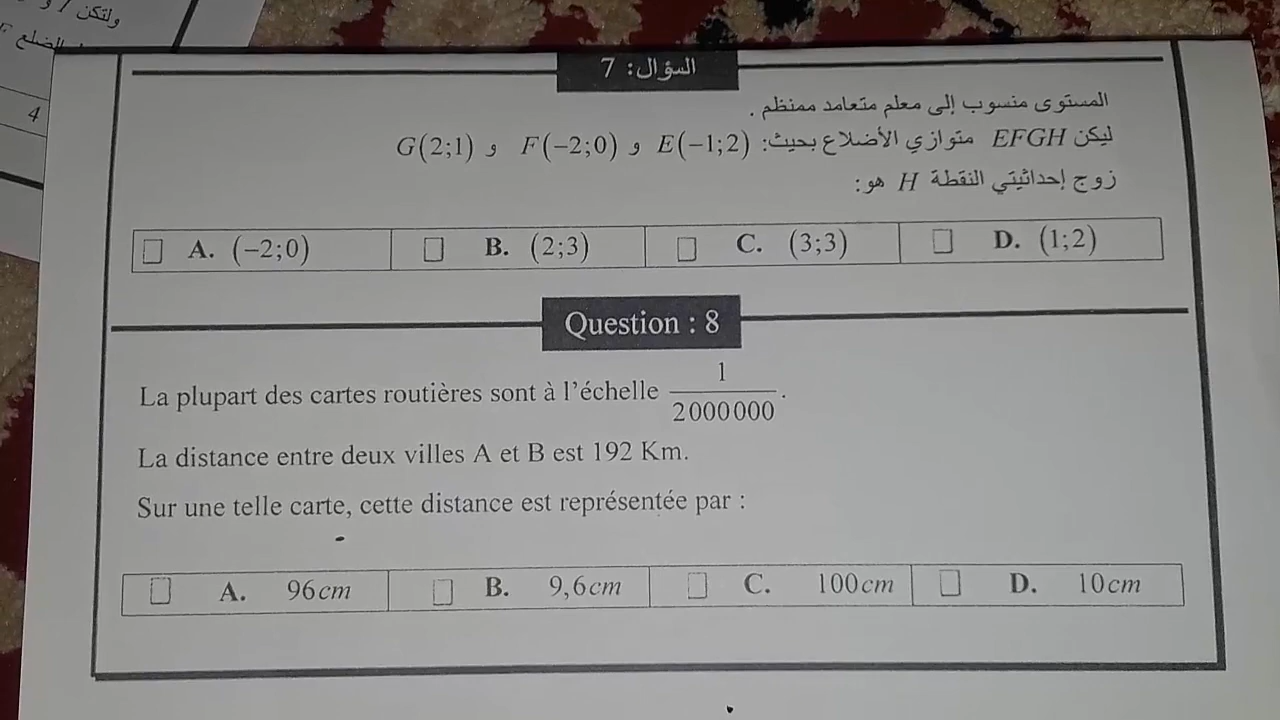 ولتكن
الضلع
4
السؤال: 7
المستوى منسوب إلى معلم متعامد ممنظم .
ليكن EFGH متوازي الأضلاع بحيث: E(−1;2) و F(−2;0) و G(2;1)
زوج إحداثيتي النقطة H هو:
A. (−2;0) B. (2;3) C. (3;3) D. (1;2)
Question : 8
La plupart des cartes routières sont à l'échelle 1/2000000.
La distance entre deux villes A et B est 192 Km.
Sur une telle carte, cette distance est représentée par :
A. 96cm B. 9,6cm C. 100cm D. 10cm